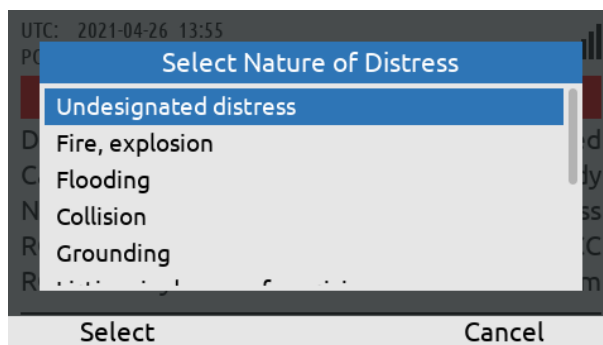 UTC: 2021-04-26 13:55
Select Nature of Distress
Undesignated distress
Fire, explosion
Flooding
Collision
Grounding
Select Cancel